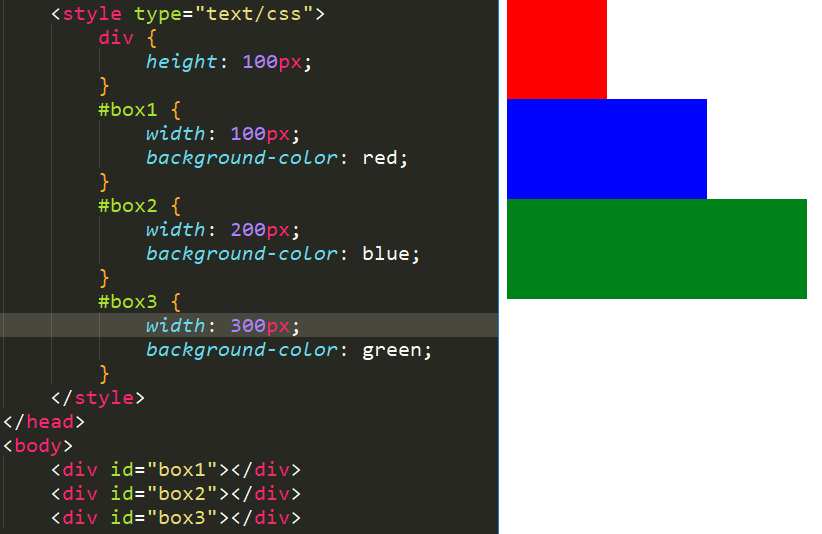 <style type="text/css">
div {
height: 100px;
}
#box1 {
width: 100px;
background-color: red;
}
#box2 {
width: 200px;
background-color: blue;
}
#box3 {
width: 300px;
background-color: green;
}
</style>
</head>
<body>
<div id="box1"></div>
<div id="box2"></div>
<div id="box3"></div>